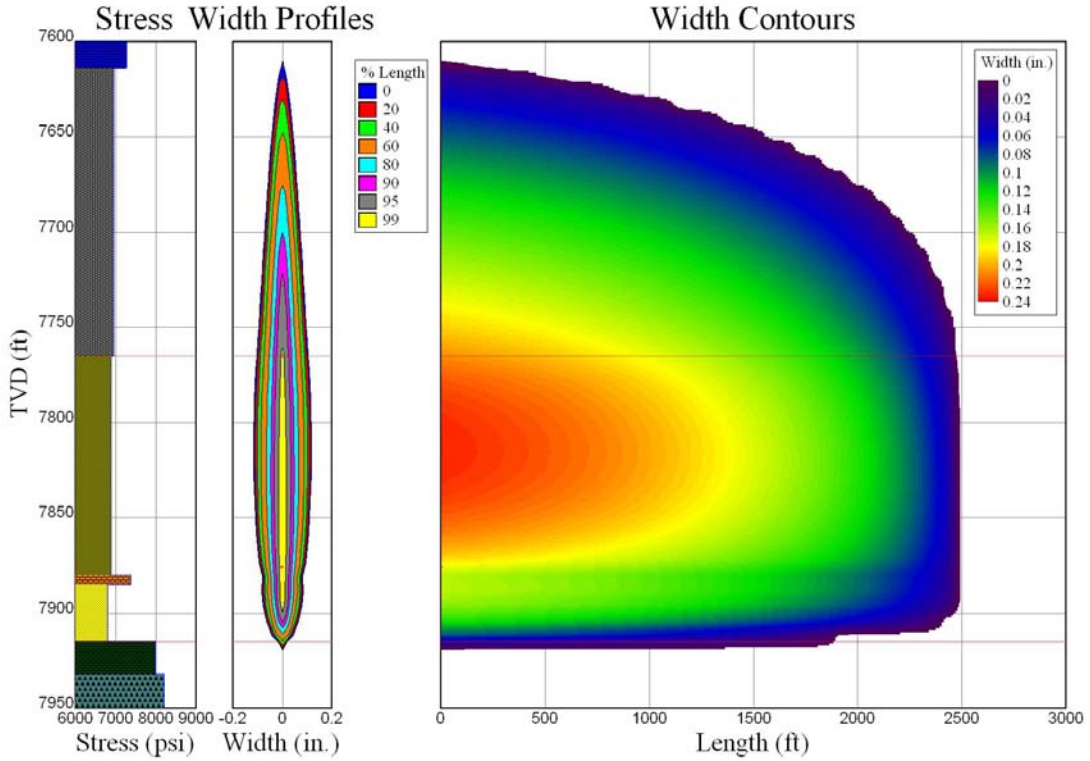 Stress Width Profiles
Width Contours
TVD (ft)
7600
7650
7700
7750
7800
7850
7900
7950
6000 7000 8000 9000
Stress (psi)
-0.2 0 0.2
Width (in.)
% Length
0
20
40
60
80
90
95
99
Width (in.)
0
0.02
0.04
0.06
0.08
0.1
0.12
0.14
0.16
0.18
0.2
0.22
0.24
0 500 1000 1500 2000 2500 3000
Length (ft)